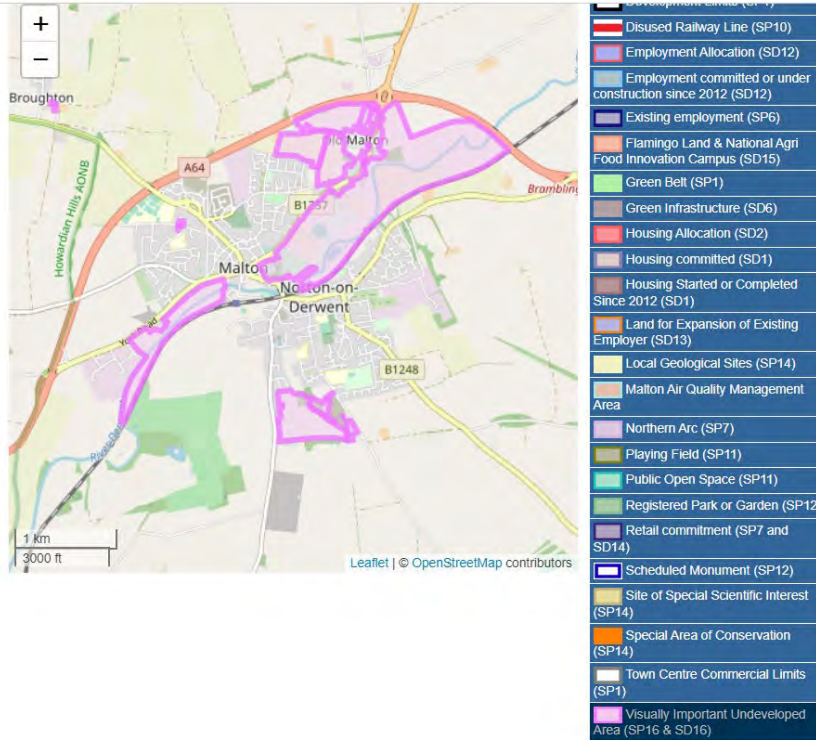 +
−
Broughton
A64
Old Malton
Howardian Hills AONB
B1257
Brambling
Malton
Norton-on-
Derwent
York Road
B1248
1 km
3000 ft
Leaflet | © OpenStreetMap contributors
Development Limits (SP1)
Disused Railway Line (SP10)
Employment Allocation (SD12)
Employment committed or under
construction since 2012 (SD12)
Existing employment (SP6)
Flamingo Land & National Agri
Food Innovation Campus (SD15)
Green Belt (SP1)
Green Infrastructure (SD6)
Housing Allocation (SD2)
Housing committed (SD1)
Housing Started or Completed
Since 2012 (SD1)
Land for Expansion of Existing
Employer (SD13)
Local Geological Sites (SP14)
Malton Air Quality Management
Area
Northern Arc (SP7)
Playing Field (SP11)
Public Open Space (SP11)
Registered Park or Garden (SP12
Retail commitment (SP7 and
SD14)
Scheduled Monument (SP12)
Site of Special Scientific Interest
(SP14)
Special Area of Conservation
(SP14)
Town Centre Commercial Limits
(SP1)
Visually Important Undeveloped
Area (SP16 & SD16)